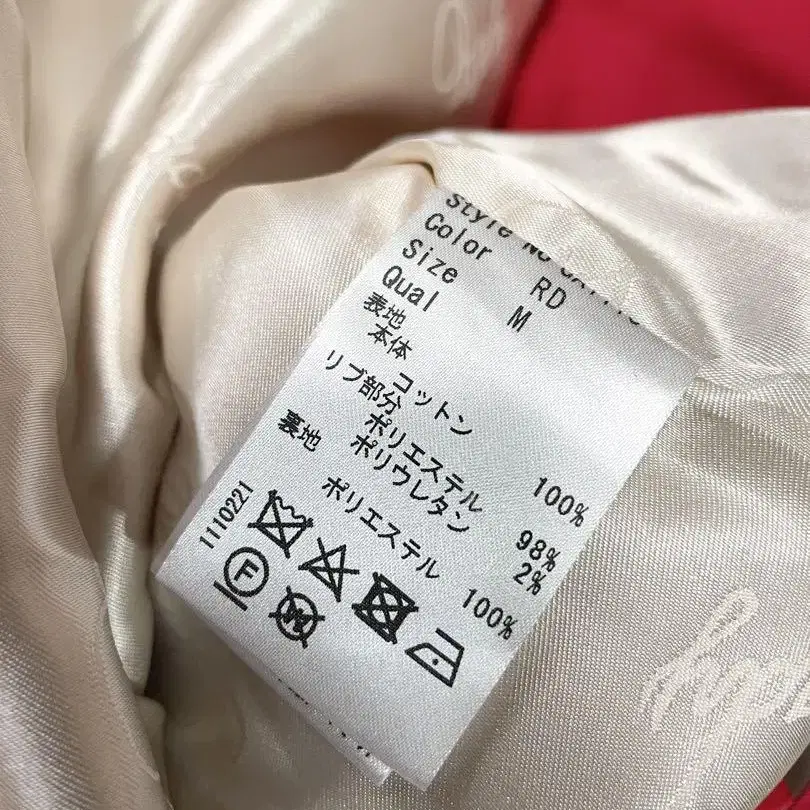 Style No
Color RD
Size M
Qual
表地
本体
コットン 100%
リブ部分
ポリエステル 98%
ポリウレタン 2%
裏地
ポリエステル 100%
1110221
F
W